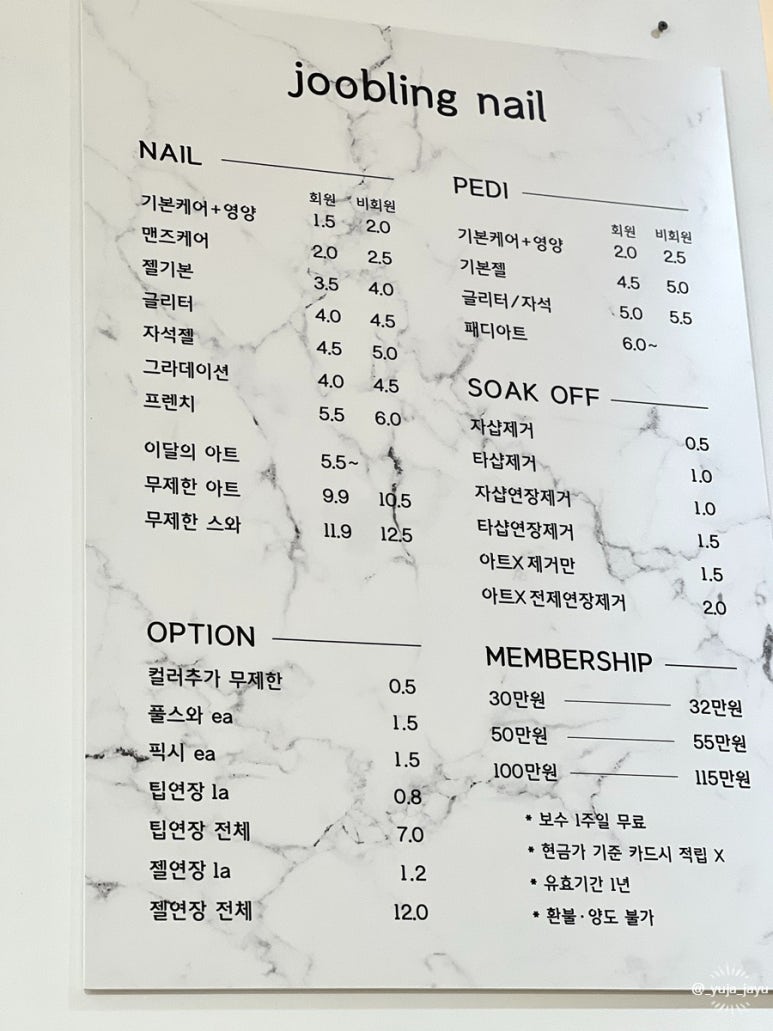 joobling nail
NAIL
회원 비회원
기본케어+영양 1.5 2.0
맨즈케어 2.0 2.5
젤기본 3.5 4.0
글리터 4.0 4.5
자석젤 4.5 5.0
그라데이션 4.0 4.5
프렌치 5.5 6.0
이달의 아트 5.5~
무제한 아트 9.9 10.5
무제한 스와 11.9 12.5
OPTION
컬러추가 무제한 0.5
풀스와 ea 1.5
픽시 ea 1.5
팁연장 1a 0.8
팁연장 전체 7.0
젤연장 1a 1.2
젤연장 전체 12.0
PEDI
회원 비회원
기본케어+영양 2.0 2.5
기본젤 4.5 5.0
글리터/자석 5.0 5.5
패디아트 6.0~
SOAK OFF
자샵제거 0.5
타샵제거 1.0
자샵연장제거 1.0
타샵연장제거 1.5
아트X 제거만 1.5
아트X 전제연장제거 2.0
MEMBERSHIP
30만원 32만원
50만원 55만원
100만원 115만원
* 보수 1주일 무료
* 현금가 기준 카드시 적립 X
* 유효기간 1년
* 환불·양도 불가
@_yuja_jayu